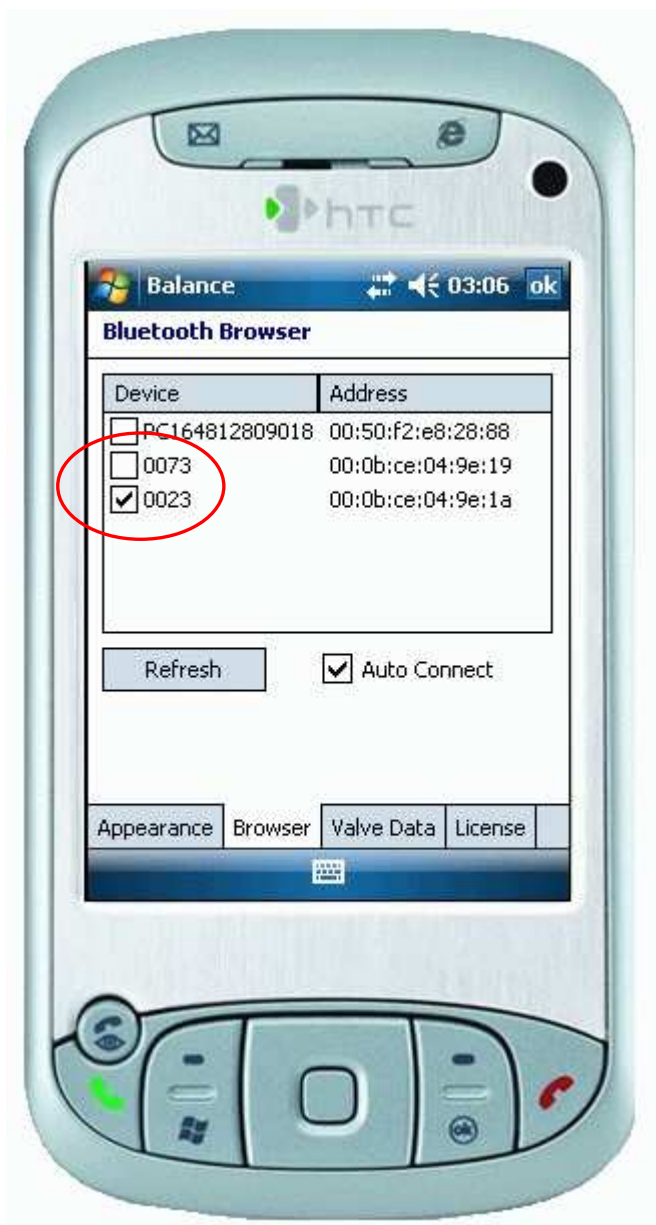 hTC
Balance 03:06 ok
Bluetooth Browser
Device Address
PC164812809018 00:50:f2:e8:28:88
0073 00:0b:ce:04:9e:19
0023 00:0b:ce:04:9e:1a
Refresh Auto Connect
Appearance Browser Valve Data License
ok